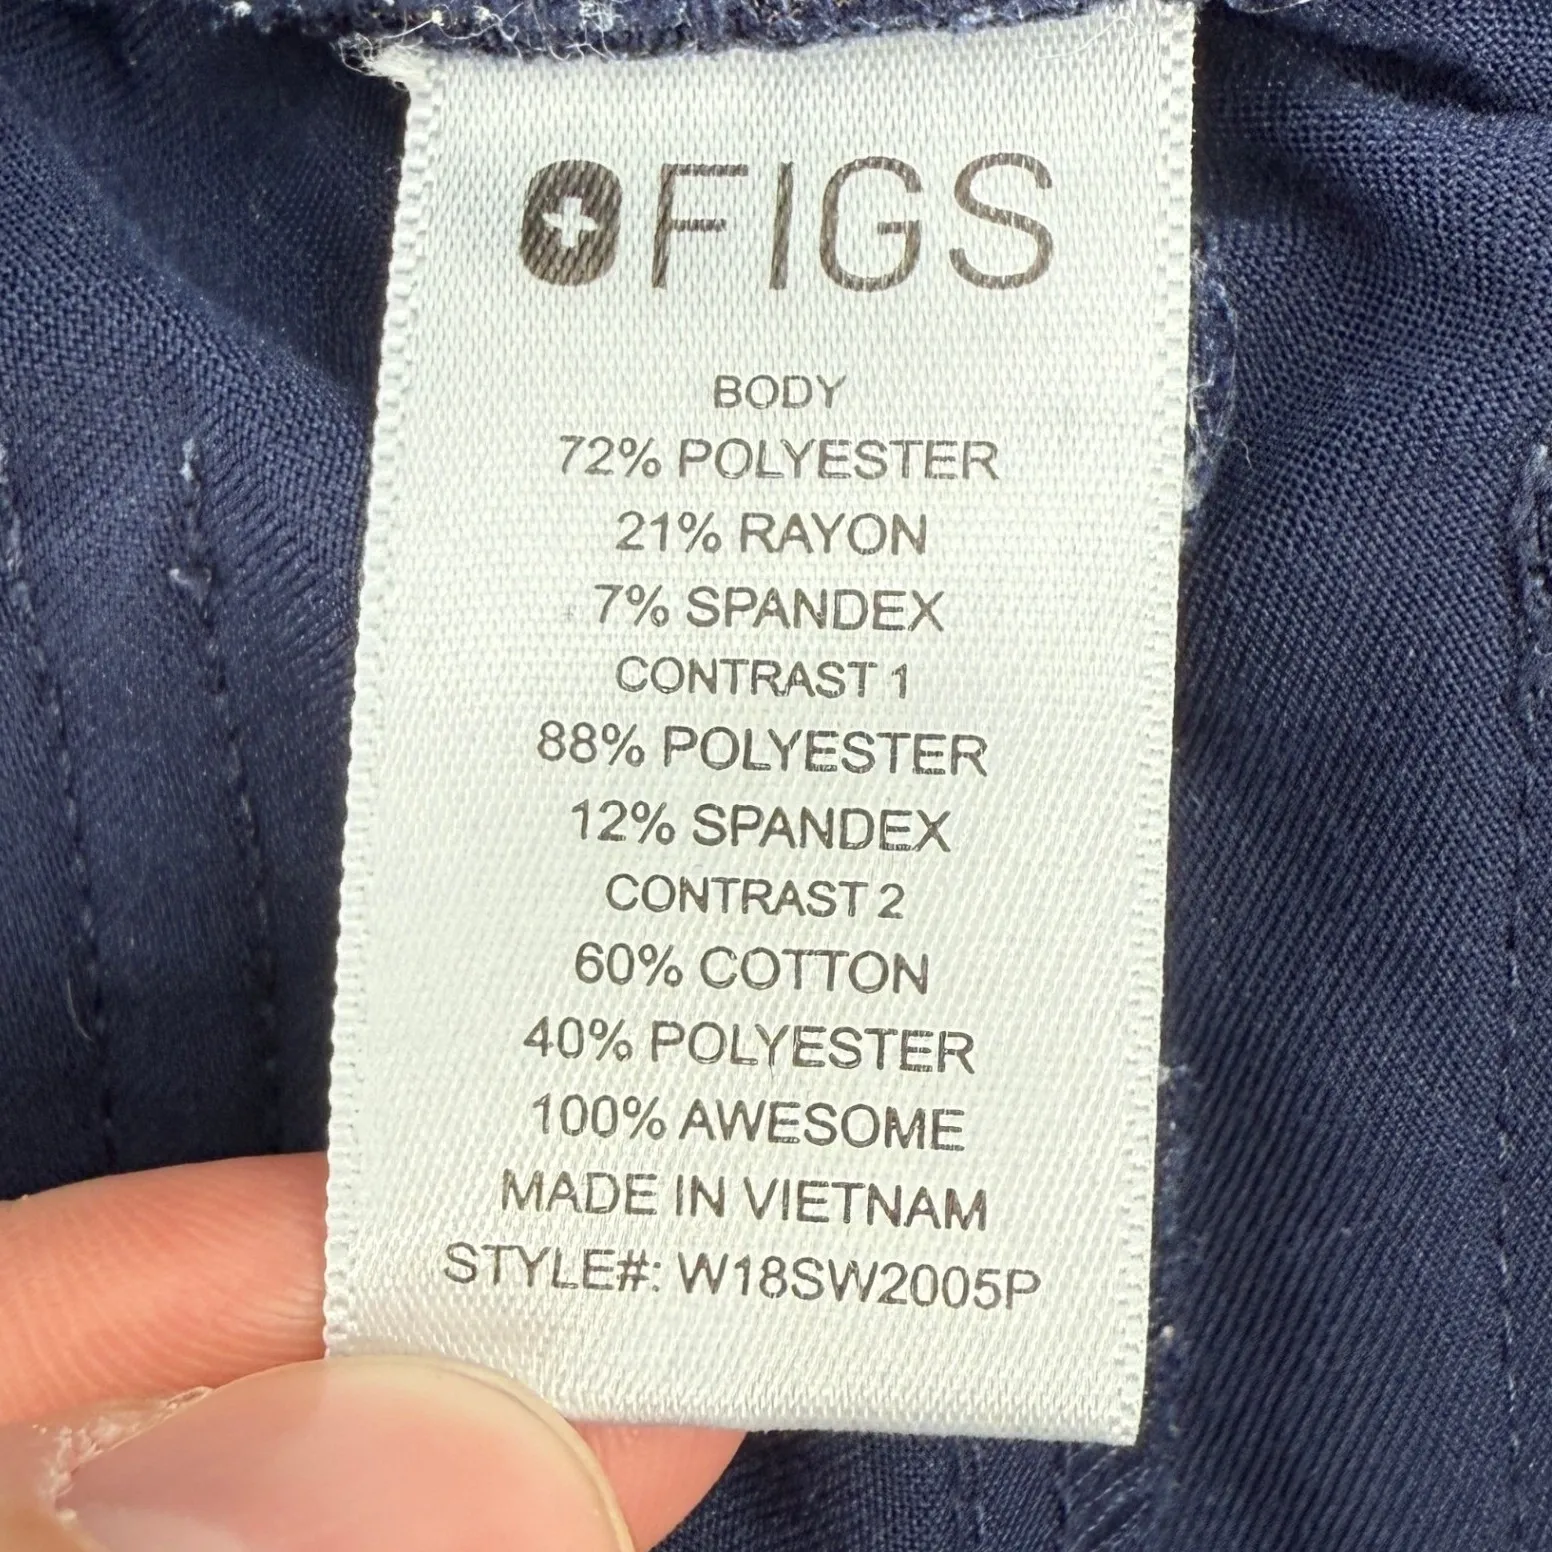 FIGS
BODY
72% POLYESTER
21% RAYON
7% SPANDEX
CONTRAST 1
88% POLYESTER
12% SPANDEX
CONTRAST 2
60% COTTON
40% POLYESTER
100% AWESOME
MADE IN VIETNAM
STYLE#: W18SW2005P